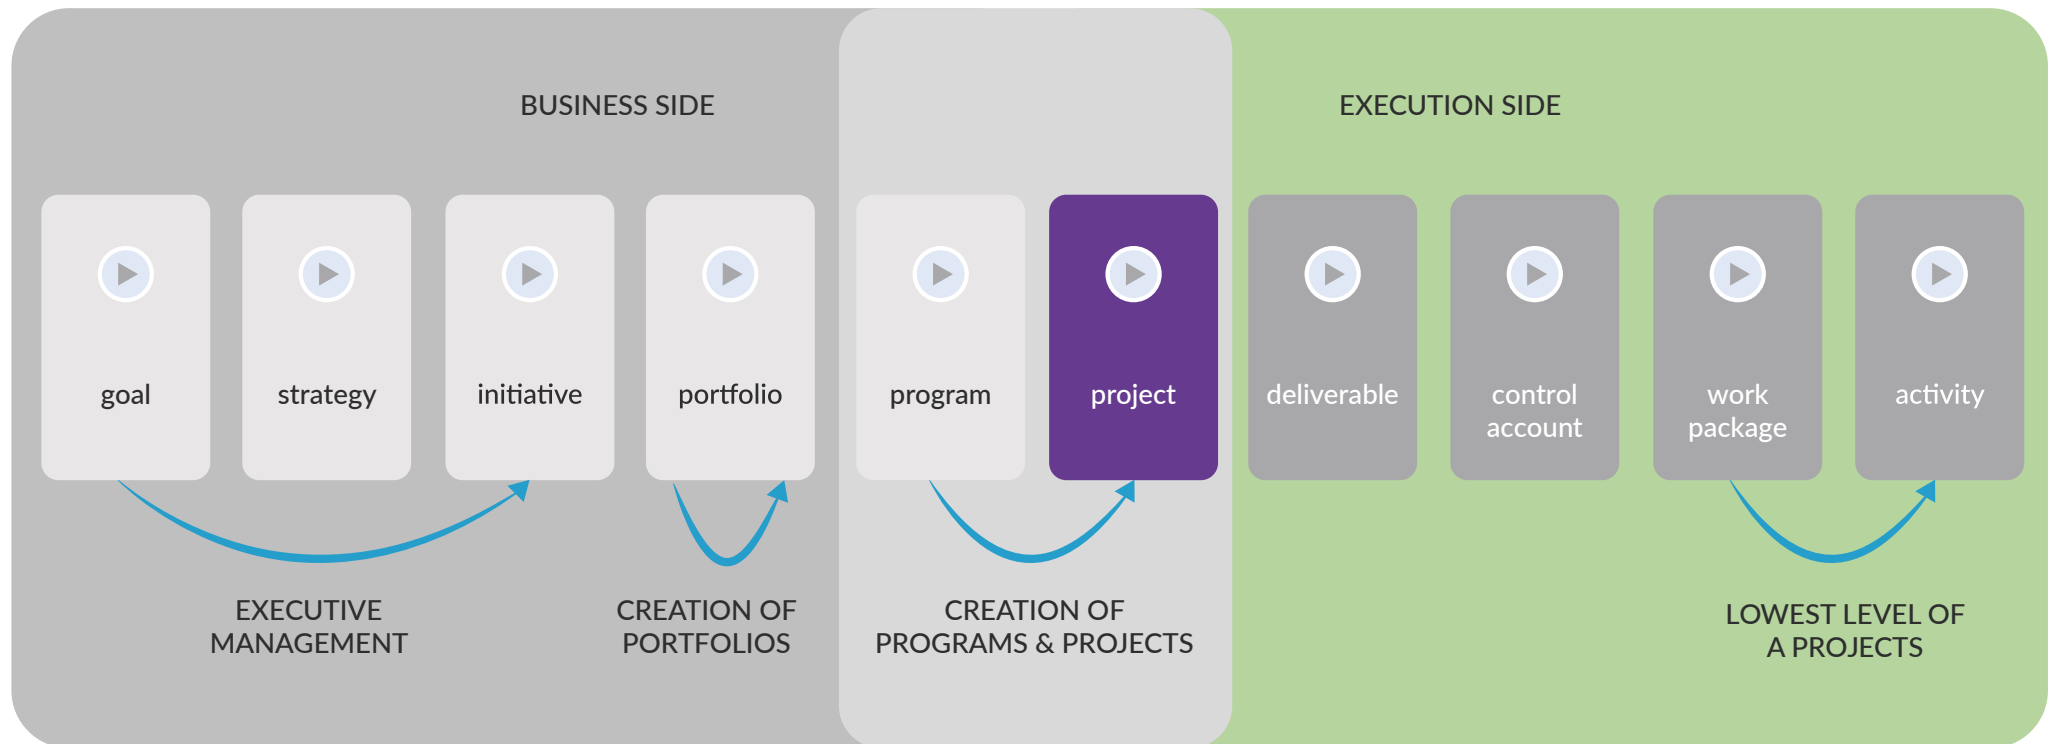 BUSINESS SIDE
EXECUTION SIDE
goal
strategy
initiative
portfolio
program
project
deliverable
control
account
work
package
activity
EXECUTIVE
MANAGEMENT
CREATION OF
PORTFOLIOS
CREATION OF
PROGRAMS & PROJECTS
LOWEST LEVEL OF
A PROJECTS